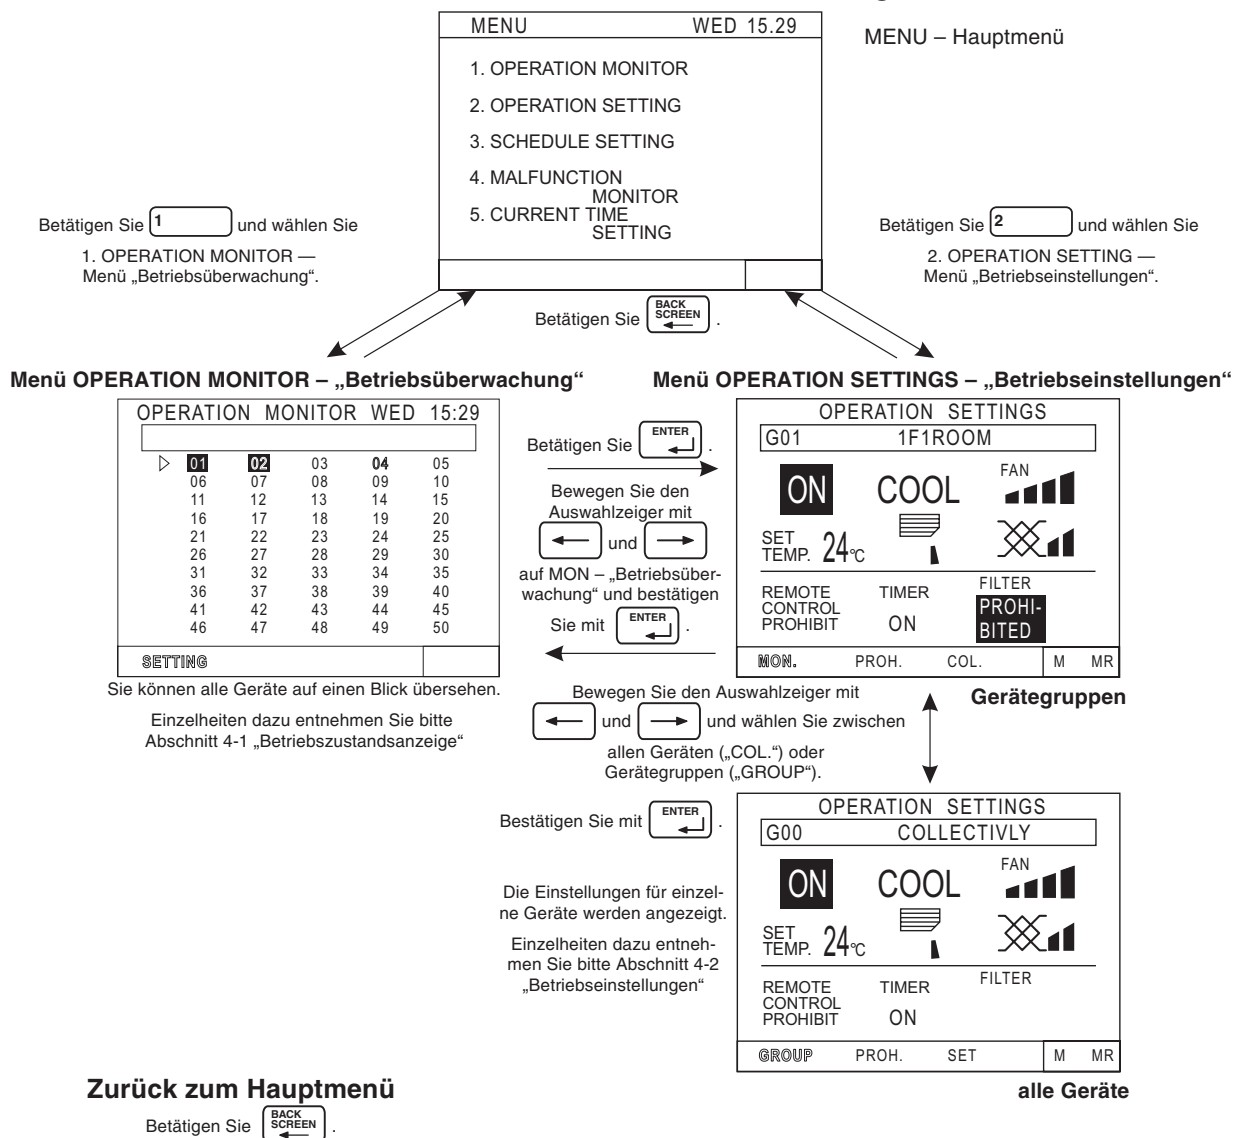 MENU WED 15.29
MENU – Hauptmenü
1. OPERATION MONITOR
2. OPERATION SETTING
3. SCHEDULE SETTING
4. MALFUNCTION
MONITOR
5. CURRENT TIME
SETTING
Betätigen Sie 1 und wählen Sie
1. OPERATION MONITOR —
Menü „Betriebsüberwachung“.
Betätigen Sie 2 und wählen Sie
2. OPERATION SETTING —
Menü „Betriebseinstellungen“.
Betätigen Sie BACK SCREEN .
Menü OPERATION MONITOR – „Betriebsüberwachung“
OPERATION MONITOR WED 15:29
01 02 03 04 05
06 07 08 09 10
11 12 13 14 15
16 17 18 19 20
21 22 23 24 25
26 27 28 29 30
31 32 33 34 35
36 37 38 39 40
41 42 43 44 45
46 47 48 49 50
SETTING
Sie können alle Geräte auf einen Blick übersehen.
Einzelheiten dazu entnehmen Sie bitte
Abschnitt 4-1 „Betriebszustandsanzeige“
Betätigen Sie ENTER .
Bewegen Sie den
Auswahlzeiger mit
und
auf MON – „Betriebsüber-
wachung“ und bestätigen
Sie mit ENTER .
Menü OPERATION SETTINGS – „Betriebseinstellungen“
OPERATION SETTINGS
G01 1F1ROOM
ON COOL FAN
SET
TEMP. 24°C
REMOTE
CONTROL
PROHIBIT
TIMER
ON
FILTER
PROHI-
BITED
MON. PROH. COL. M MR
Gerätegruppen
Bewegen Sie den Auswahlzeiger mit
und und wählen Sie zwischen
allen Geräten („COL.“) oder
Gerätegruppen („GROUP“).
Bestätigen Sie mit ENTER .
Die Einstellungen für einzel-
ne Geräte werden angezeigt.
Einzelheiten dazu entneh-
men Sie bitte Abschnitt 4-2
„Betriebseinstellungen“
OPERATION SETTINGS
G00 COLLECTIVLY
ON COOL FAN
SET
TEMP. 24°C
REMOTE
CONTROL
PROHIBIT
TIMER
ON
FILTER
GROUP PROH. SET M MR
alle Geräte
Zurück zum Hauptmenü
Betätigen Sie BACK SCREEN .